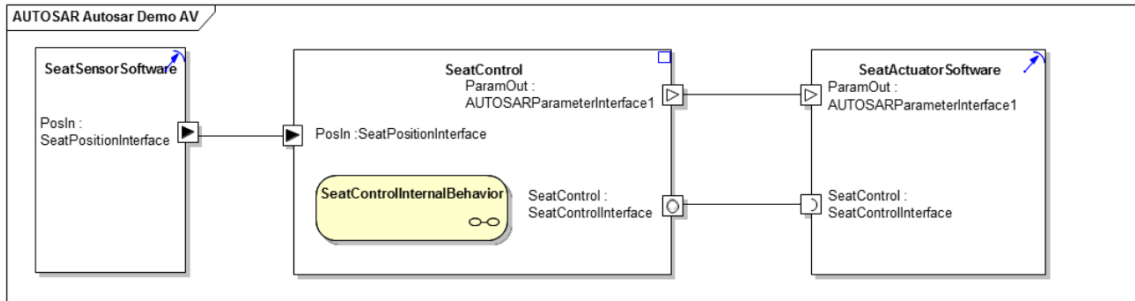 AUTOSAR Autosar Demo AV
SeatSensorSoftware
PosIn :
SeatPositionInterface
SeatControl
ParamOut :
AUTOSARParameterInterface1
PosIn :SeatPositionInterface
SeatControlInternalBehavior
SeatControl :
SeatControlInterface
SeatActuatorSoftware
ParamOut :
AUTOSARParameterInterface1
SeatControl :
SeatControlInterface